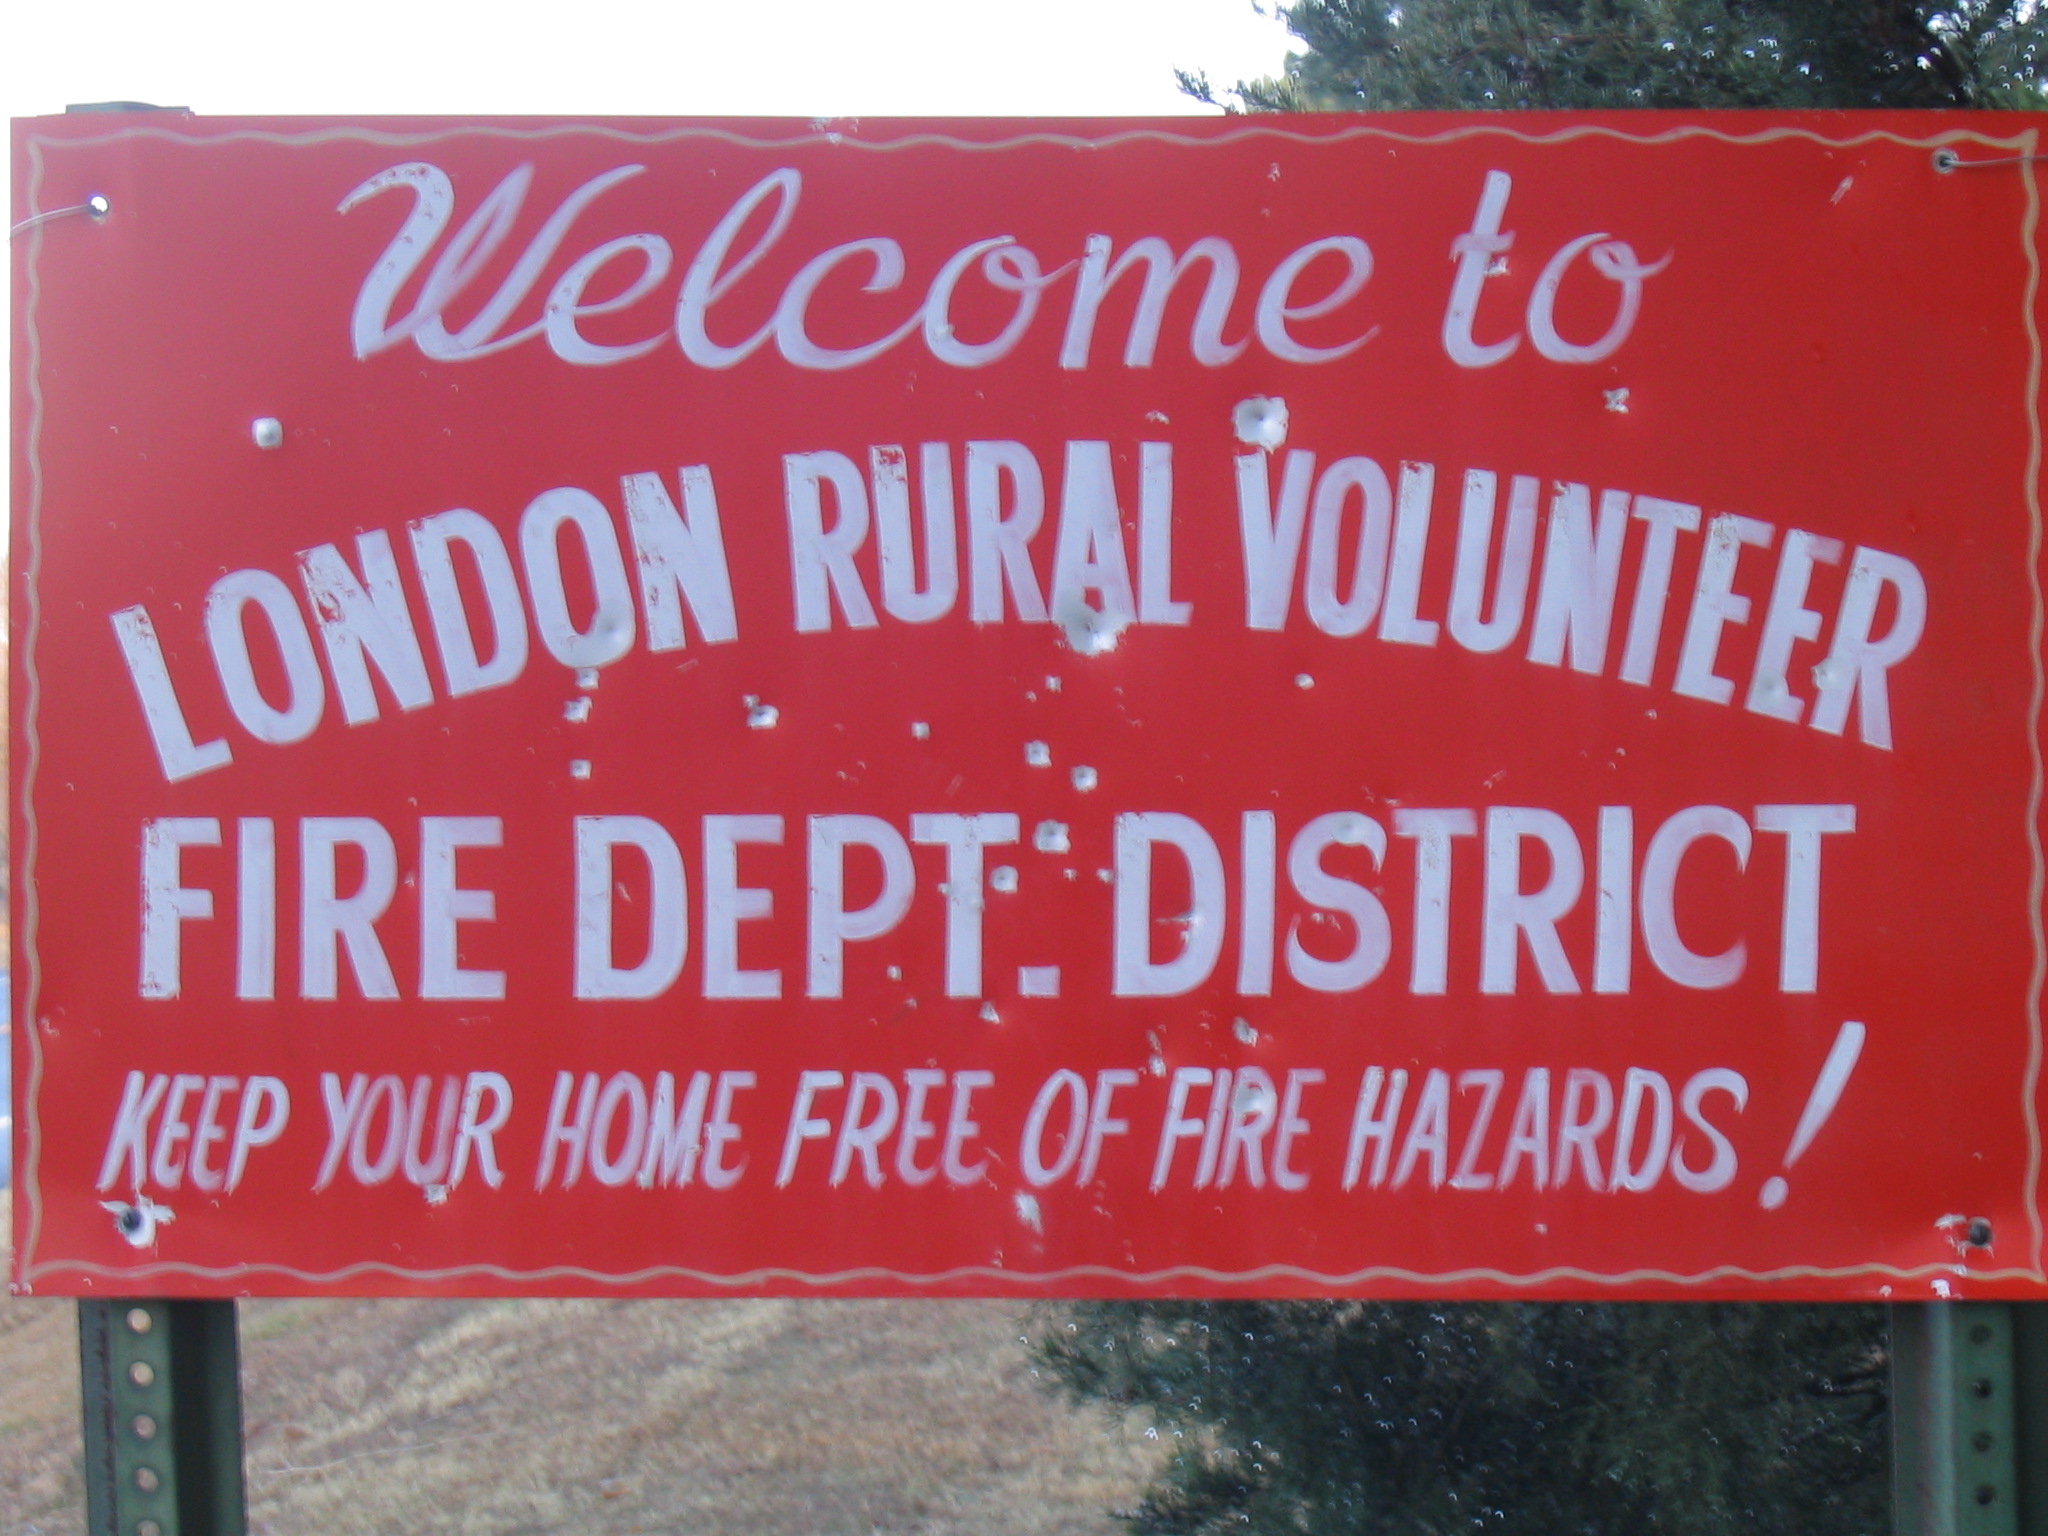 Welcome to
LONDON RURAL VOLUNTEER
FIRE DEPT. DISTRICT
KEEP YOUR HOME FREE OF FIRE HAZARDS!